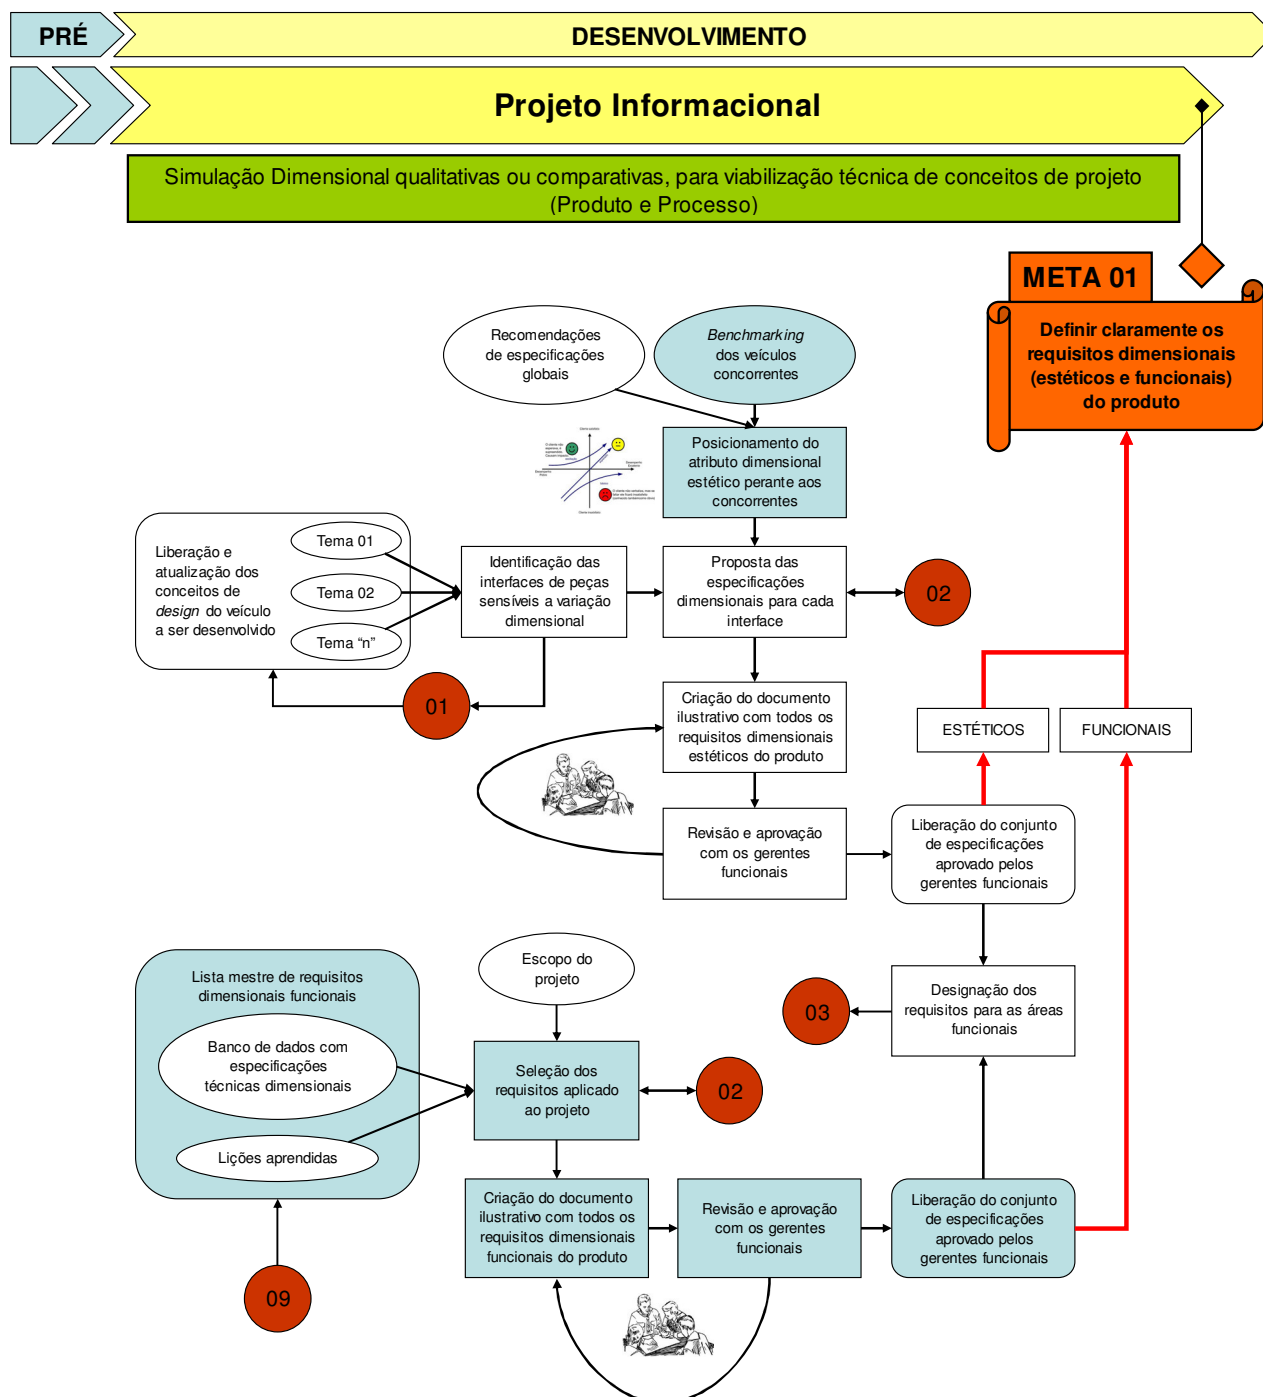 PRÉ
DESENVOLVIMENTO
Projeto Informacional
Simulação Dimensional qualitativas ou comparativas, para viabilização técnica de conceitos de projeto
(Produto e Processo)
META 01
Definir claramente os
requisitos dimensionais
(estéticos e funcionais)
do produto
Recomendações
de especificações
globais
Benchmarking
dos veículos
concorrentes
Posicionamento do
atributo dimensional
estético perante aos
concorrentes
Liberação e
atualização dos
conceitos de
design do veículo
a ser desenvolvido
Tema 01
Tema 02
Tema “n”
Identificação das
interfaces de peças
sensíveis a variação
dimensional
Proposta das
especificações
dimensionais para cada
interface
02
01
Criação do documento
ilustrativo com todos os
requisitos dimensionais
estéticos do produto
ESTÉTICOS
FUNCIONAIS
Revisão e aprovação
com os gerentes
funcionais
Liberação do conjunto
de especificações
aprovado pelos
gerentes funcionais
Lista mestre de requisitos
dimensionais funcionais
Banco de dados com
especificações
técnicas dimensionais
Lições aprendidas
Escopo do
projeto
03
Designação dos
requisitos para as áreas
funcionais
Seleção dos
requisitos aplicado
ao projeto
02
Criação do documento
ilustrativo com todos os
requisitos dimensionais
funcionais do produto
Revisão e aprovação
com os gerentes
funcionais
Liberação do conjunto
de especificações
aprovado pelos
gerentes funcionais
09